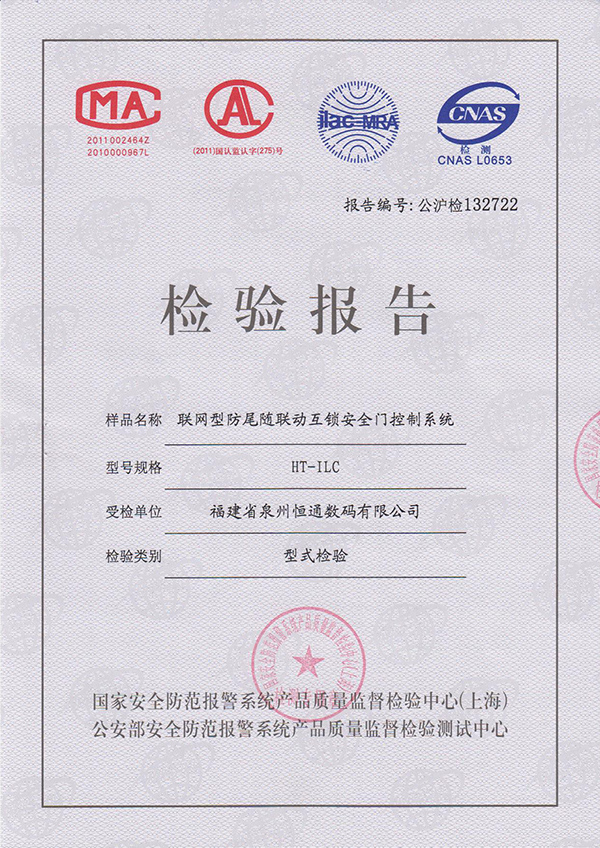 CMA
CAL
ilac-MRA
CNAS
2011002464Z
2010000967L
(2011)国认监认字(275)号
检 测
CNAS L0653
报告编号: 公沪检132722
检验报告
样品名称 联网型防尾随联动互锁安全门控制系统
型号规格 HT-ILC
受检单位 福建省泉州恒通数码有限公司
检验类别 型式检验
国家安全防范报警系统产品质量监督检验中心(上海)
公安部安全防范报警系统产品质量监督检验测试中心